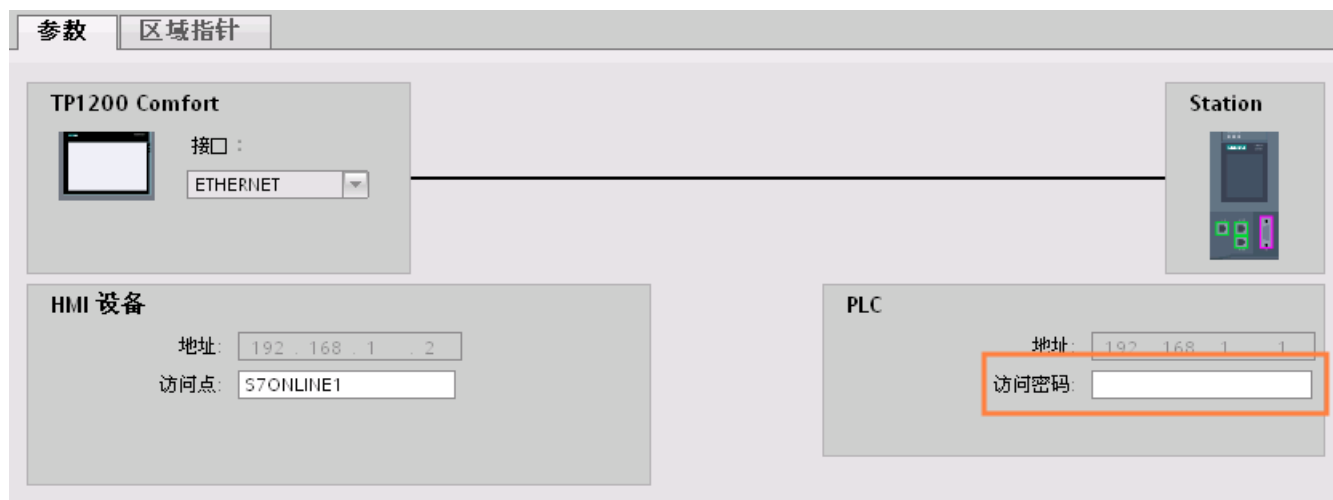 参数 区域指针
TP1200 Comfort
接口：
ETHERNET
Station
HMI 设备
地址: 192 . 168 . 1 . 2
访问点: S7ONLINE1
PLC
地址: 192 . 168 . 1 . 1
访问密码: